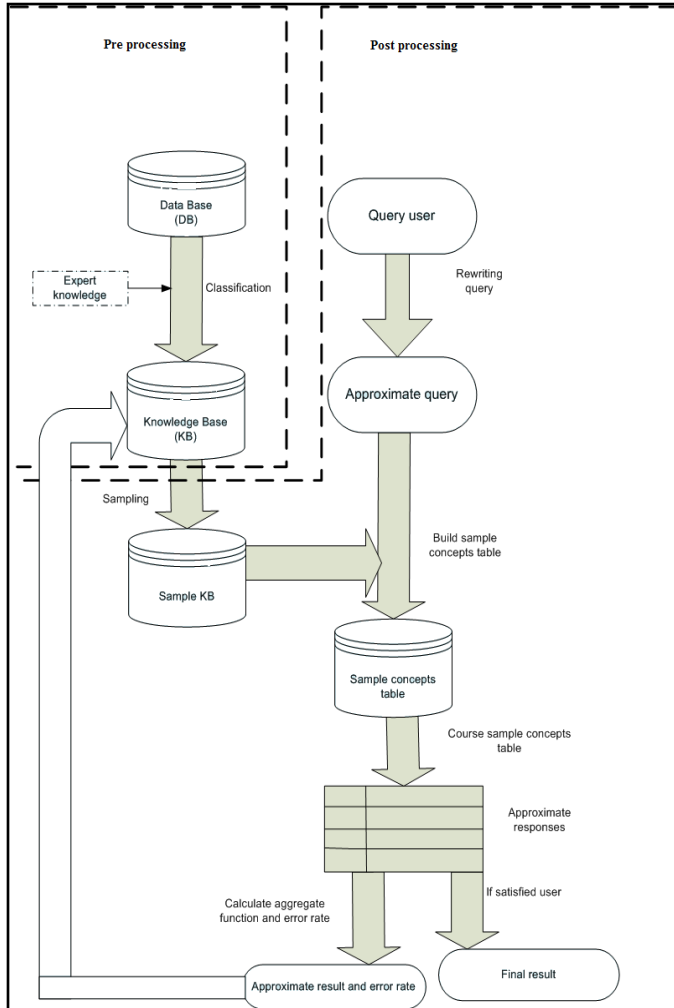 Pre processing
Post processing
Data Base
(DB)
Query user
Expert
knowledge
Classification
Rewriting
query
Knowledge Base
(KB)
Approximate query
Sampling
Build sample
concepts table
Sample KB
Sample concepts
table
Course sample concepts
table
Approximate
responses
Calculate aggregate
function and error rate
If satisfied user
Approximate result and error rate
Final result